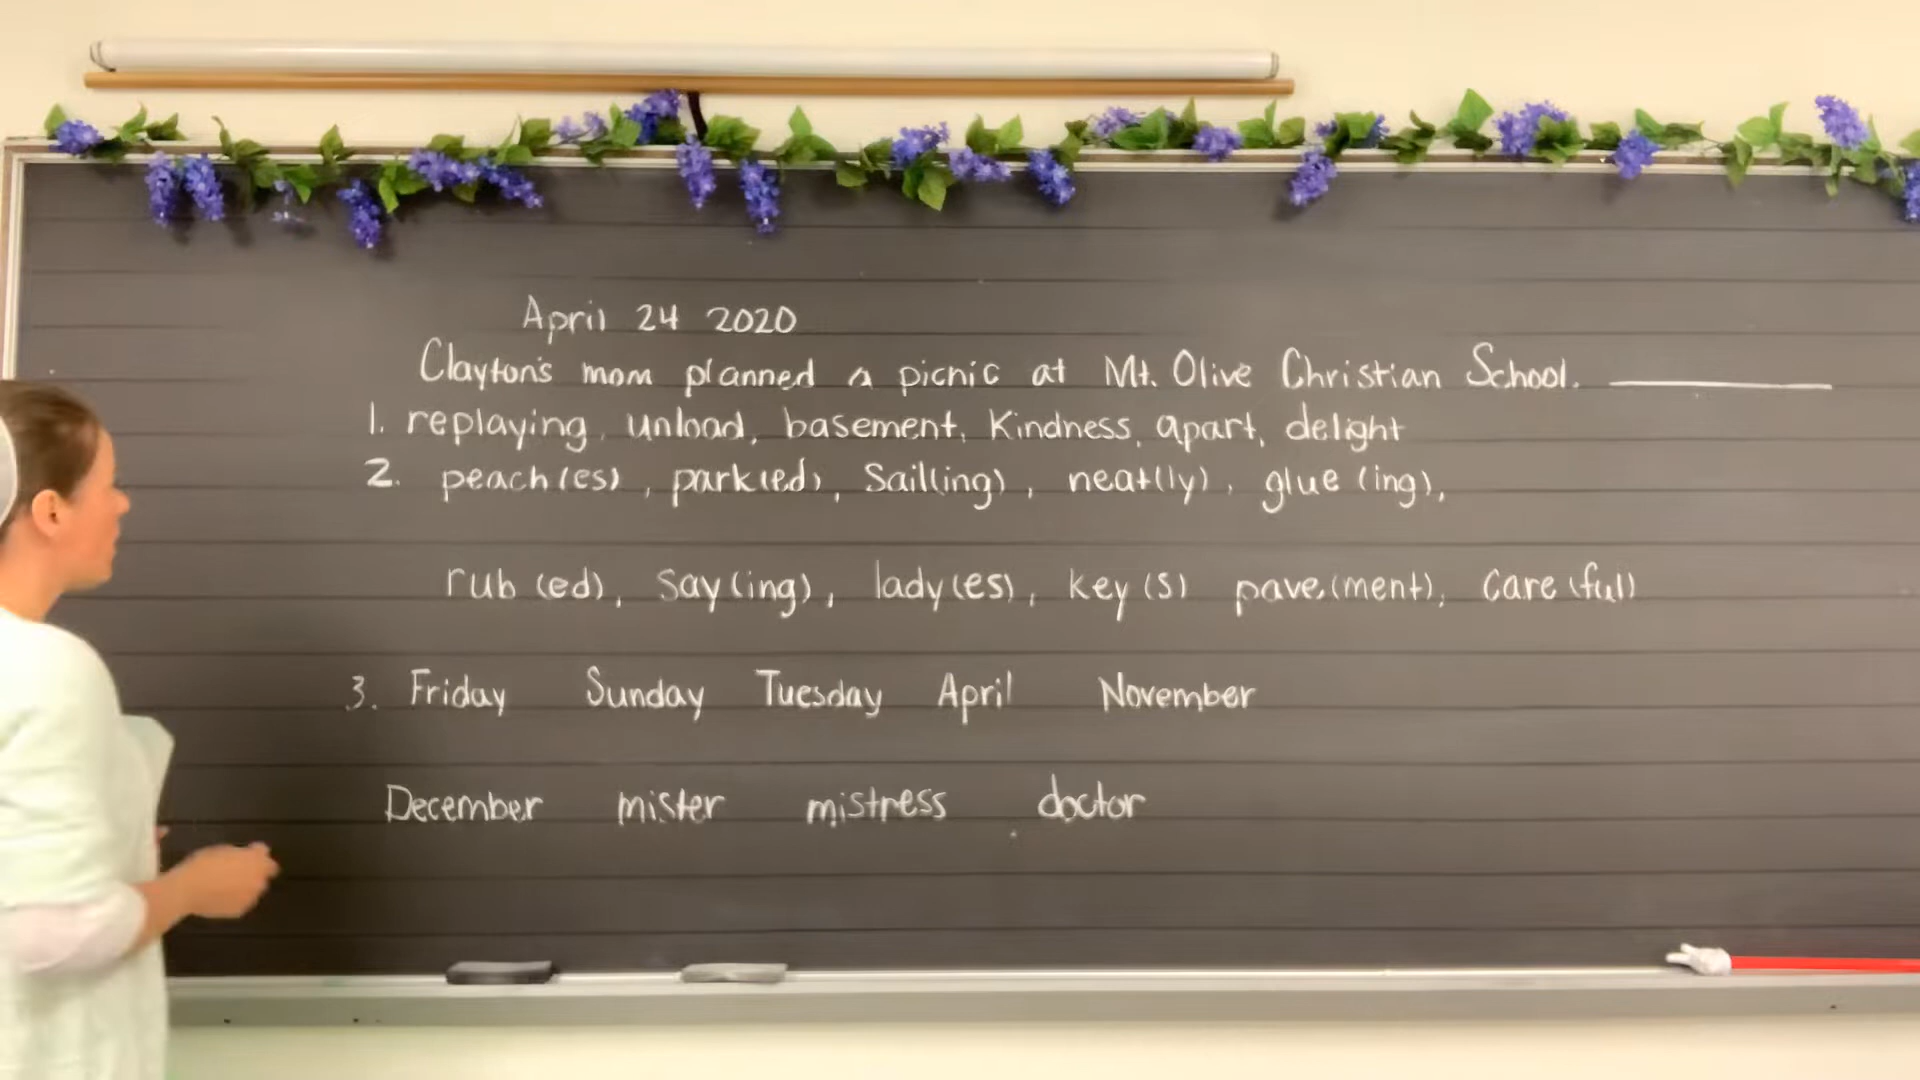 April 24 2020
Clayton's mom planned a picnic at Mt. Olive Christian School. ________
1. replaying, unload, basement, Kindness, apart, delight
2. peach(es), park(ed), Sail(ing), neat(ly), glue (ing),
rub (ed), say(ing), lady(es), key (s) pave(ment), care (ful)
3. Friday Sunday Tuesday April November
December mister mistress doctor